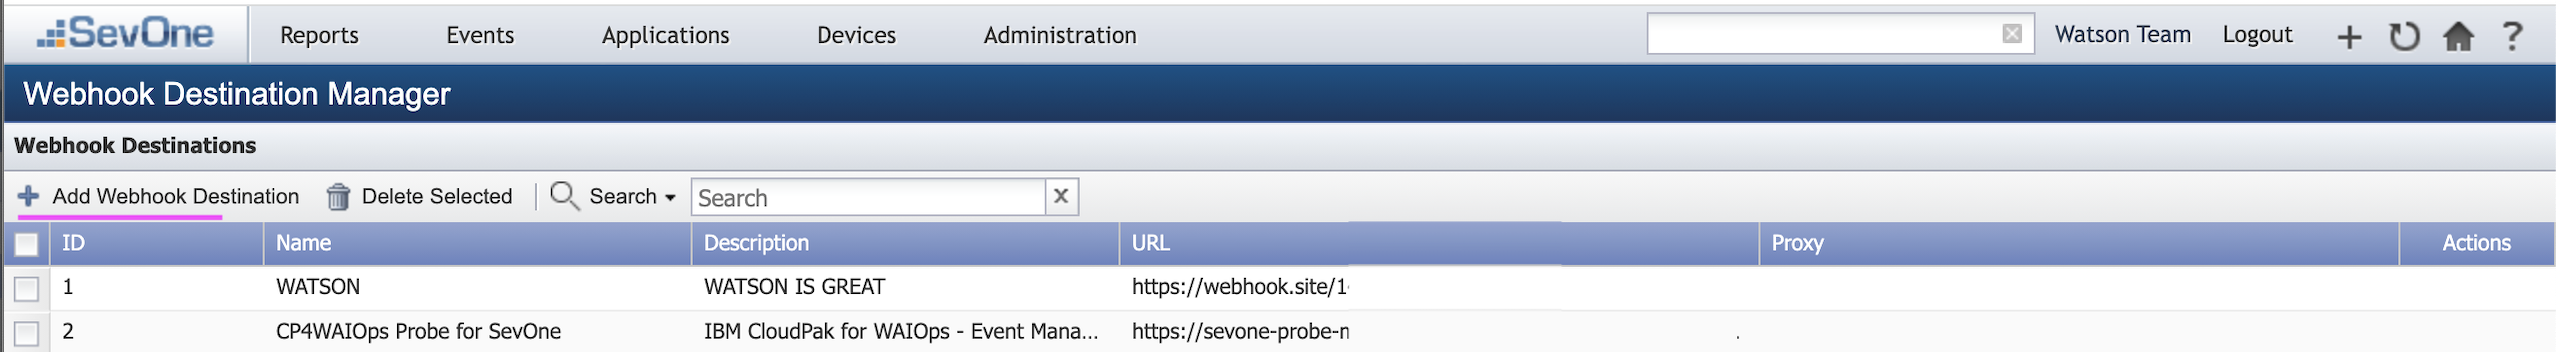 SevOne Reports Events Applications Devices Administration Watson Team Logout + ?
Webhook Destination Manager
Webhook Destinations
Add Webhook Destination Delete Selected Search Search x
ID Name Description URL Proxy Actions
1 WATSON WATSON IS GREAT https://webhook.site/1
2 CP4WAIOps Probe for SevOne IBM CloudPak for WAIOps - Event Mana... https://sevone-probe-n